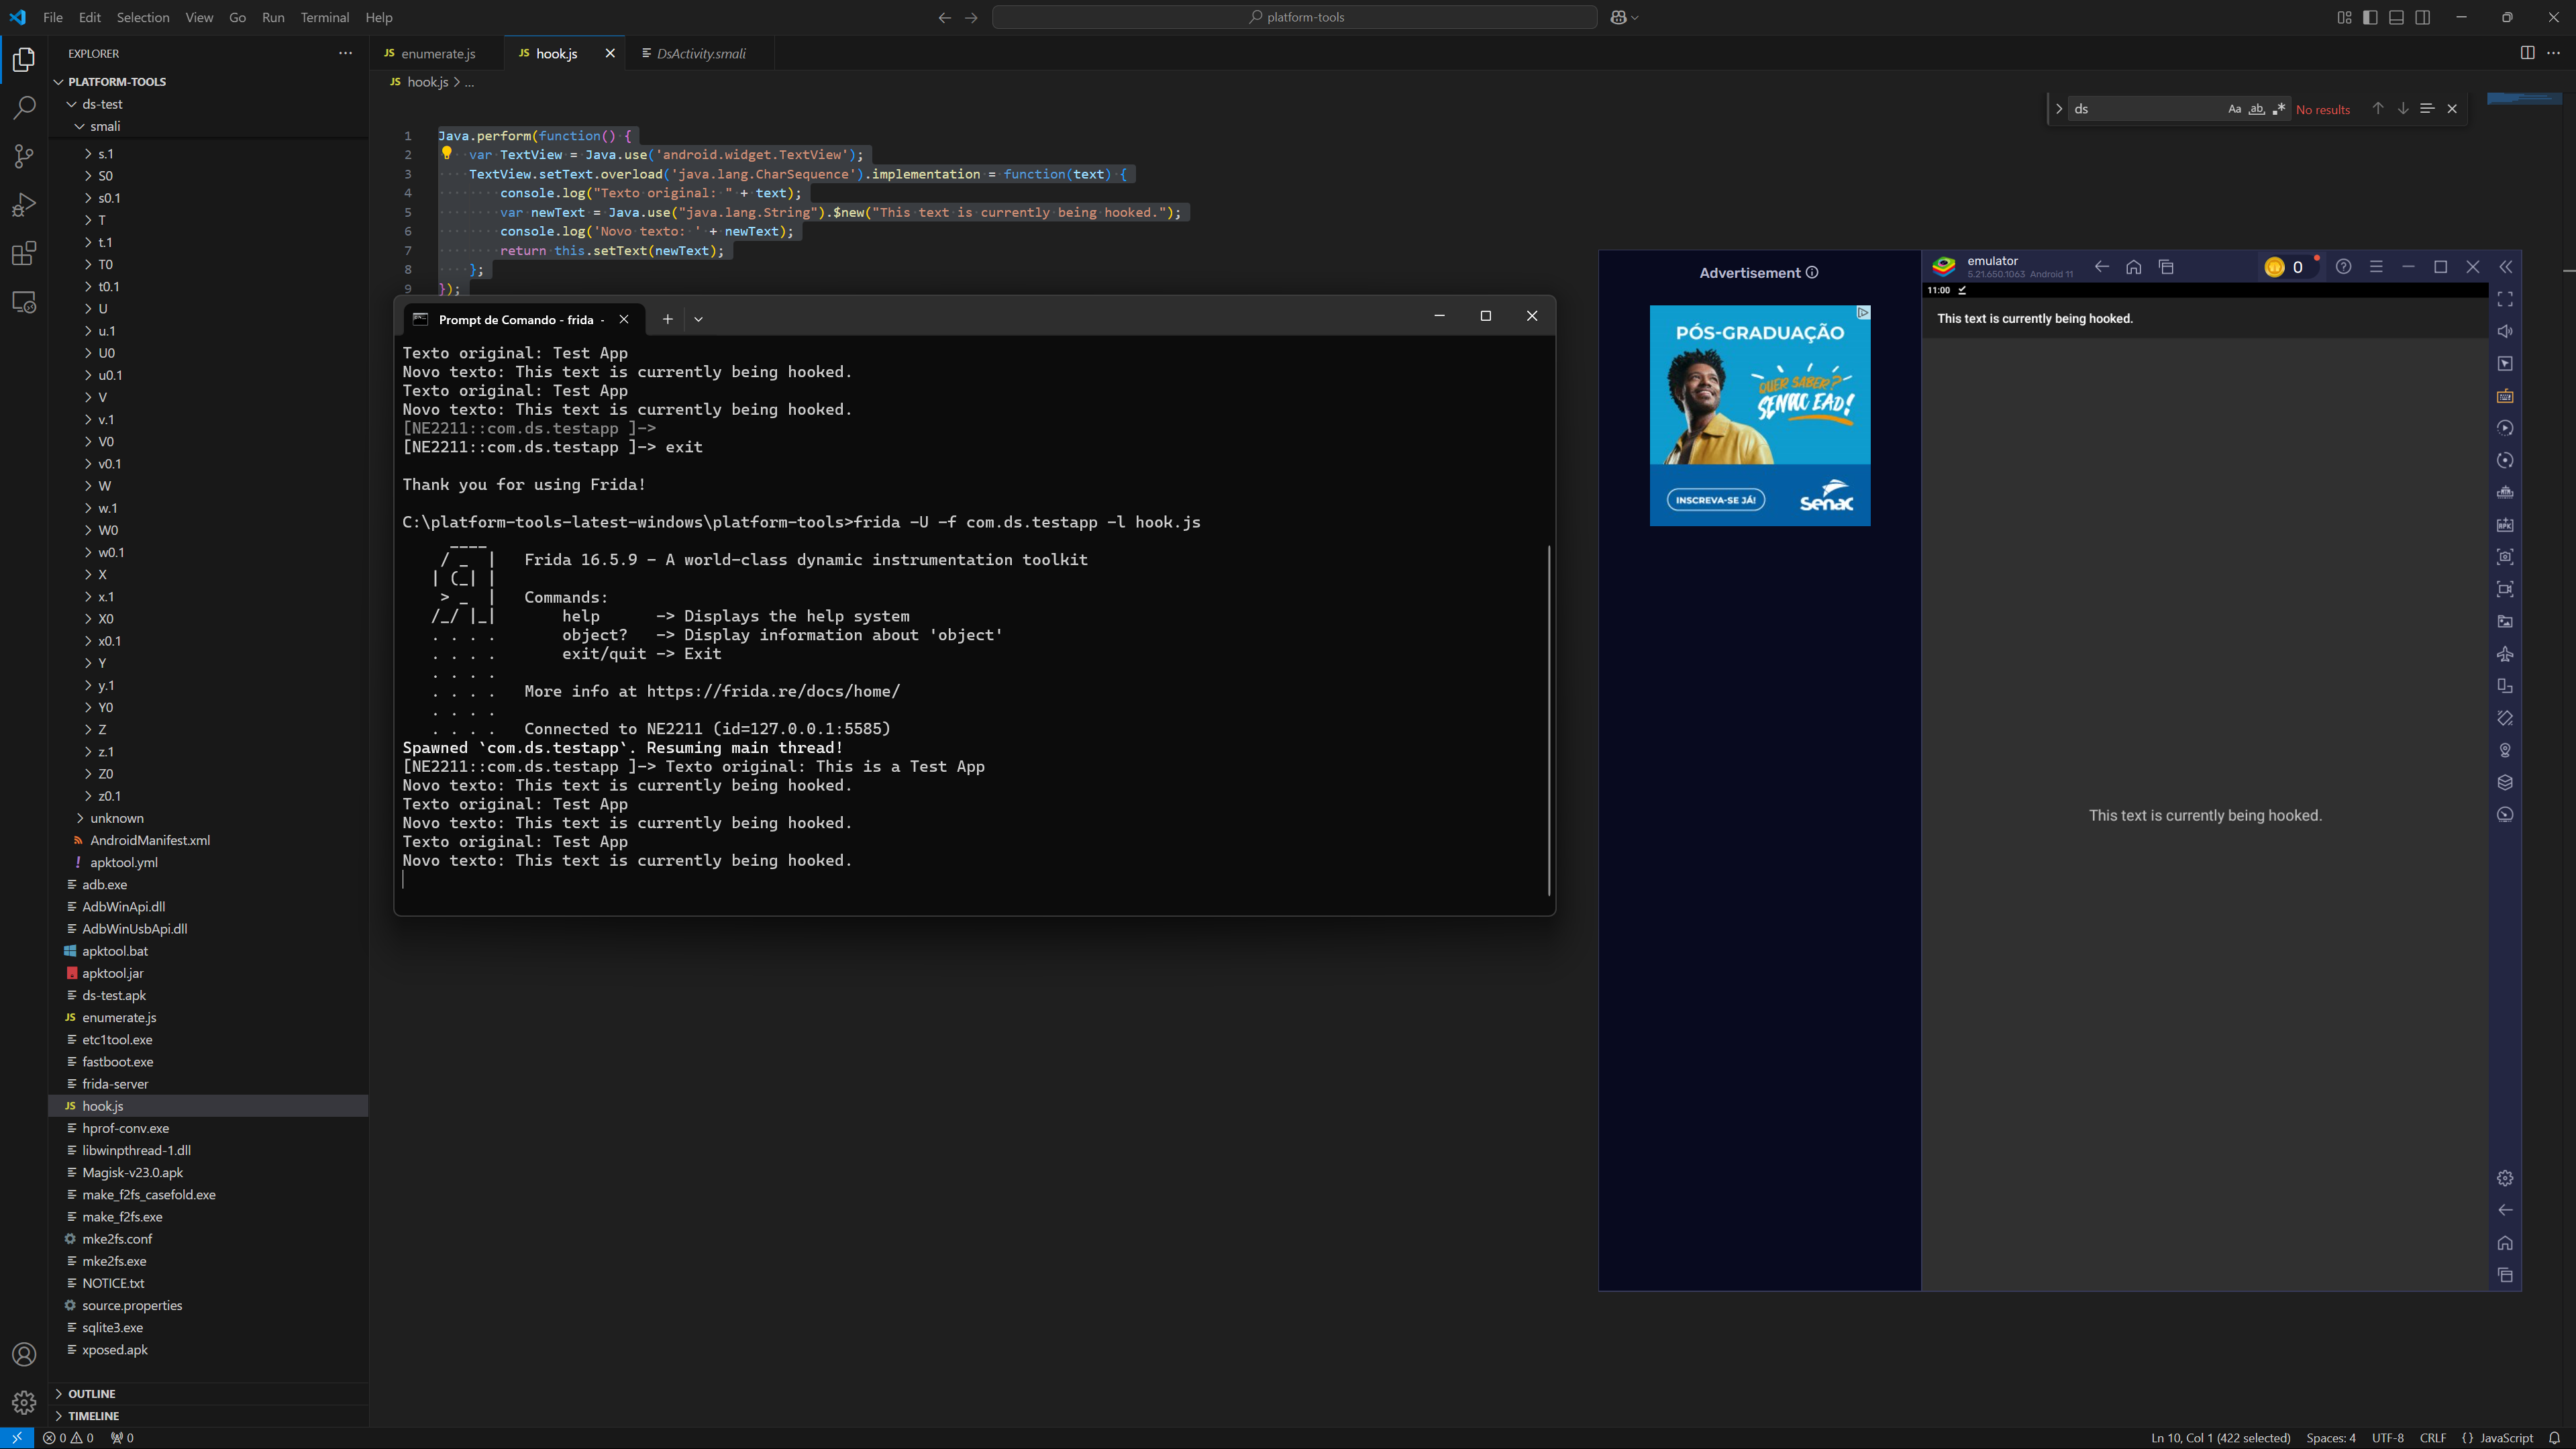 File Edit Selection View Go Run Terminal Help
platform-tools
EXPLORER
PLATFORM-TOOLS
ds-test
smali
s.1
S0
s0.1
T
t.1
T0
t0.1
U
u.1
U0
u0.1
V
v.1
V0
v0.1
W
w.1
W0
w0.1
X
x.1
X0
x0.1
Y
y.1
Y0
Z
z.1
Z0
z0.1
unknown
AndroidManifest.xml
! apktool.yml
adb.exe
AdbWinApi.dll
AdbWinUsbApi.dll
apktool.bat
apktool.jar
ds-test.apk
JS enumerate.js
etc1tool.exe
fastboot.exe
frida-server
JS hook.js
hprof-conv.exe
libwinpthread-1.dll
Magisk-v23.0.apk
make_f2fs_casefold.exe
make_f2fs.exe
mke2fs.conf
mke2fs.exe
NOTICE.txt
source.properties
sqlite3.exe
xposed.apk
OUTLINE
TIMELINE
JS enumerate.js JS hook.js DsActivity.smali
JS hook.js > ...
ds Aa ab .* No results
1 Java.perform(function() {
2 var TextView = Java.use('android.widget.TextView');
3 TextView.setText.overload('java.lang.CharSequence').implementation = function(text) {
4 console.log("Texto original: " + text);
5 var newText = Java.use("java.lang.String").$new("This text is currently being hooked.");
6 console.log('Novo texto: ' + newText);
7 return this.setText(newText);
8 };
9 });
Prompt de Comando - frida -
Texto original: Test App
Novo texto: This text is currently being hooked.
Texto original: Test App
Novo texto: This text is currently being hooked.
[NE2211::com.ds.testapp ]->
[NE2211::com.ds.testapp ]-> exit
Thank you for using Frida!
C:\platform-tools-latest-windows\platform-tools>frida -U -f com.ds.testapp -l hook.js
____
/ _  |   Frida 16.5.9 - A world-class dynamic instrumentation toolkit
| (_| |
> _  |   Commands:
/_/ |_|       help      -> Displays the help system
. . . .       object?   -> Display information about 'object'
. . . .       exit/quit -> Exit
. . . .
. . . .   More info at https://frida.re/docs/home/
. . . .
. . . .   Connected to NE2211 (id=127.0.0.1:5585)
Spawned `com.ds.testapp`. Resuming main thread!
[NE2211::com.ds.testapp ]-> Texto original: This is a Test App
Novo texto: This text is currently being hooked.
Texto original: Test App
Novo texto: This text is currently being hooked.
Texto original: Test App
Novo texto: This text is currently being hooked.
Advertisement
PÓS-GRADUAÇÃO
QUER SABER?
SENAC EAD!
INSCREVA-SE JÁ!
Senac
emulator
5.21.650.1063 Android 11
0
11:00
This text is currently being hooked.
This text is currently being hooked.
APK
0 0 0
Ln 10, Col 1 (422 selected) Spaces: 4 UTF-8 CRLF {} JavaScript